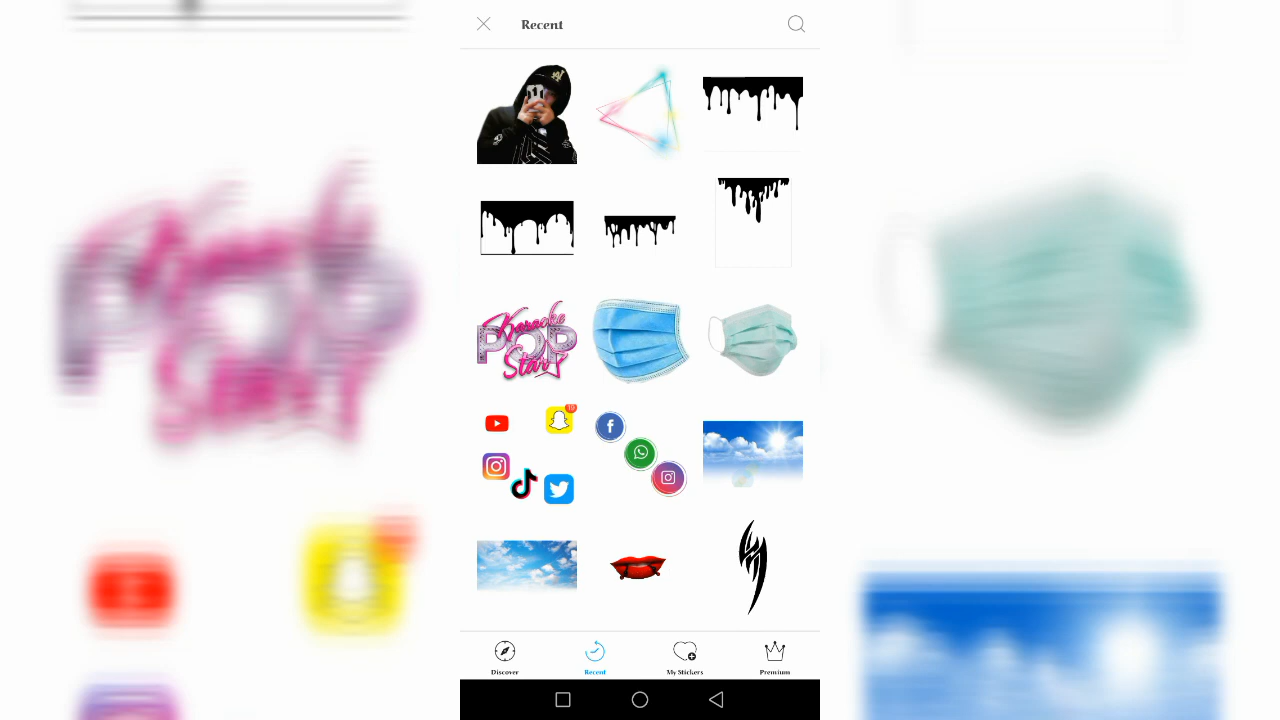 Recent
Karaoke
POP
Star
Discover
Recent
My Stickers
Premium